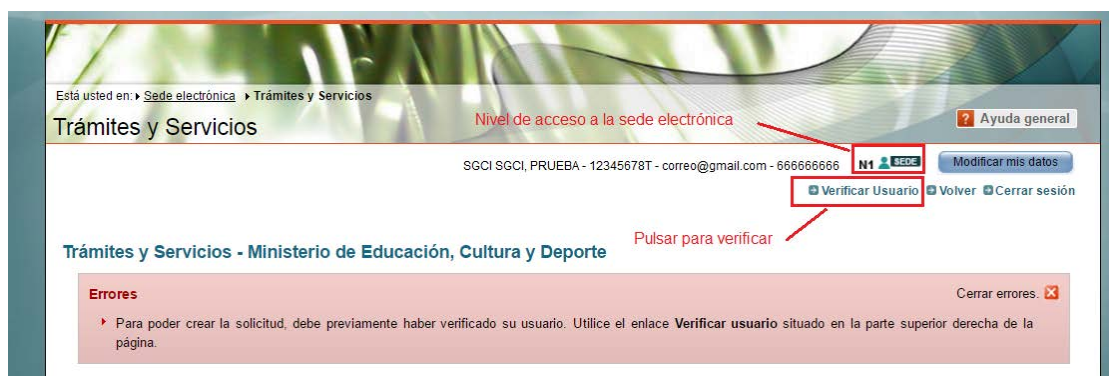 Está usted en: Sede electrónica Trámites y Servicios
Trámites y Servicios
Nivel de acceso a la sede electrónica
Ayuda general
SGCI SGCI, PRUEBA - 12345678T - correo@gmail.com - 666666666 N1 SEDE Modificar mis datos
Verificar Usuario Volver Cerrar sesión
Pulsar para verificar
Trámites y Servicios - Ministerio de Educación, Cultura y Deporte
Errores Cerrar errores.
Para poder crear la solicitud, debe previamente haber verificado su usuario. Utilice el enlace Verificar usuario situado en la parte superior derecha de la
página.